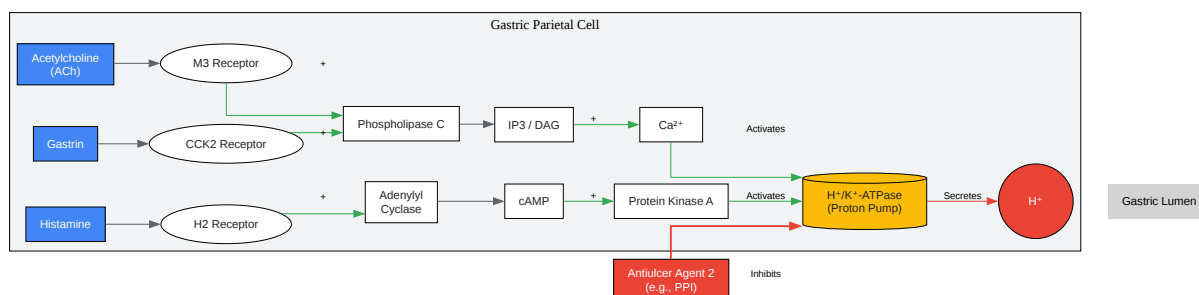 Gastric Parietal Cell
Acetylcholine
(ACh)
M3 Receptor
+
Phospholipase C
IP3 / DAG
+
Ca²⁺
Activates
Gastrin
CCK2 Receptor
+
Histamine
H2 Receptor
+
Adenylyl
Cyclase
cAMP
+
Protein Kinase A
Activates
H⁺/K⁺-ATPase
(Proton Pump)
Secretes
H⁺
Gastric Lumen
Antiulcer Agent 2
(e.g., PPI)
Inhibits